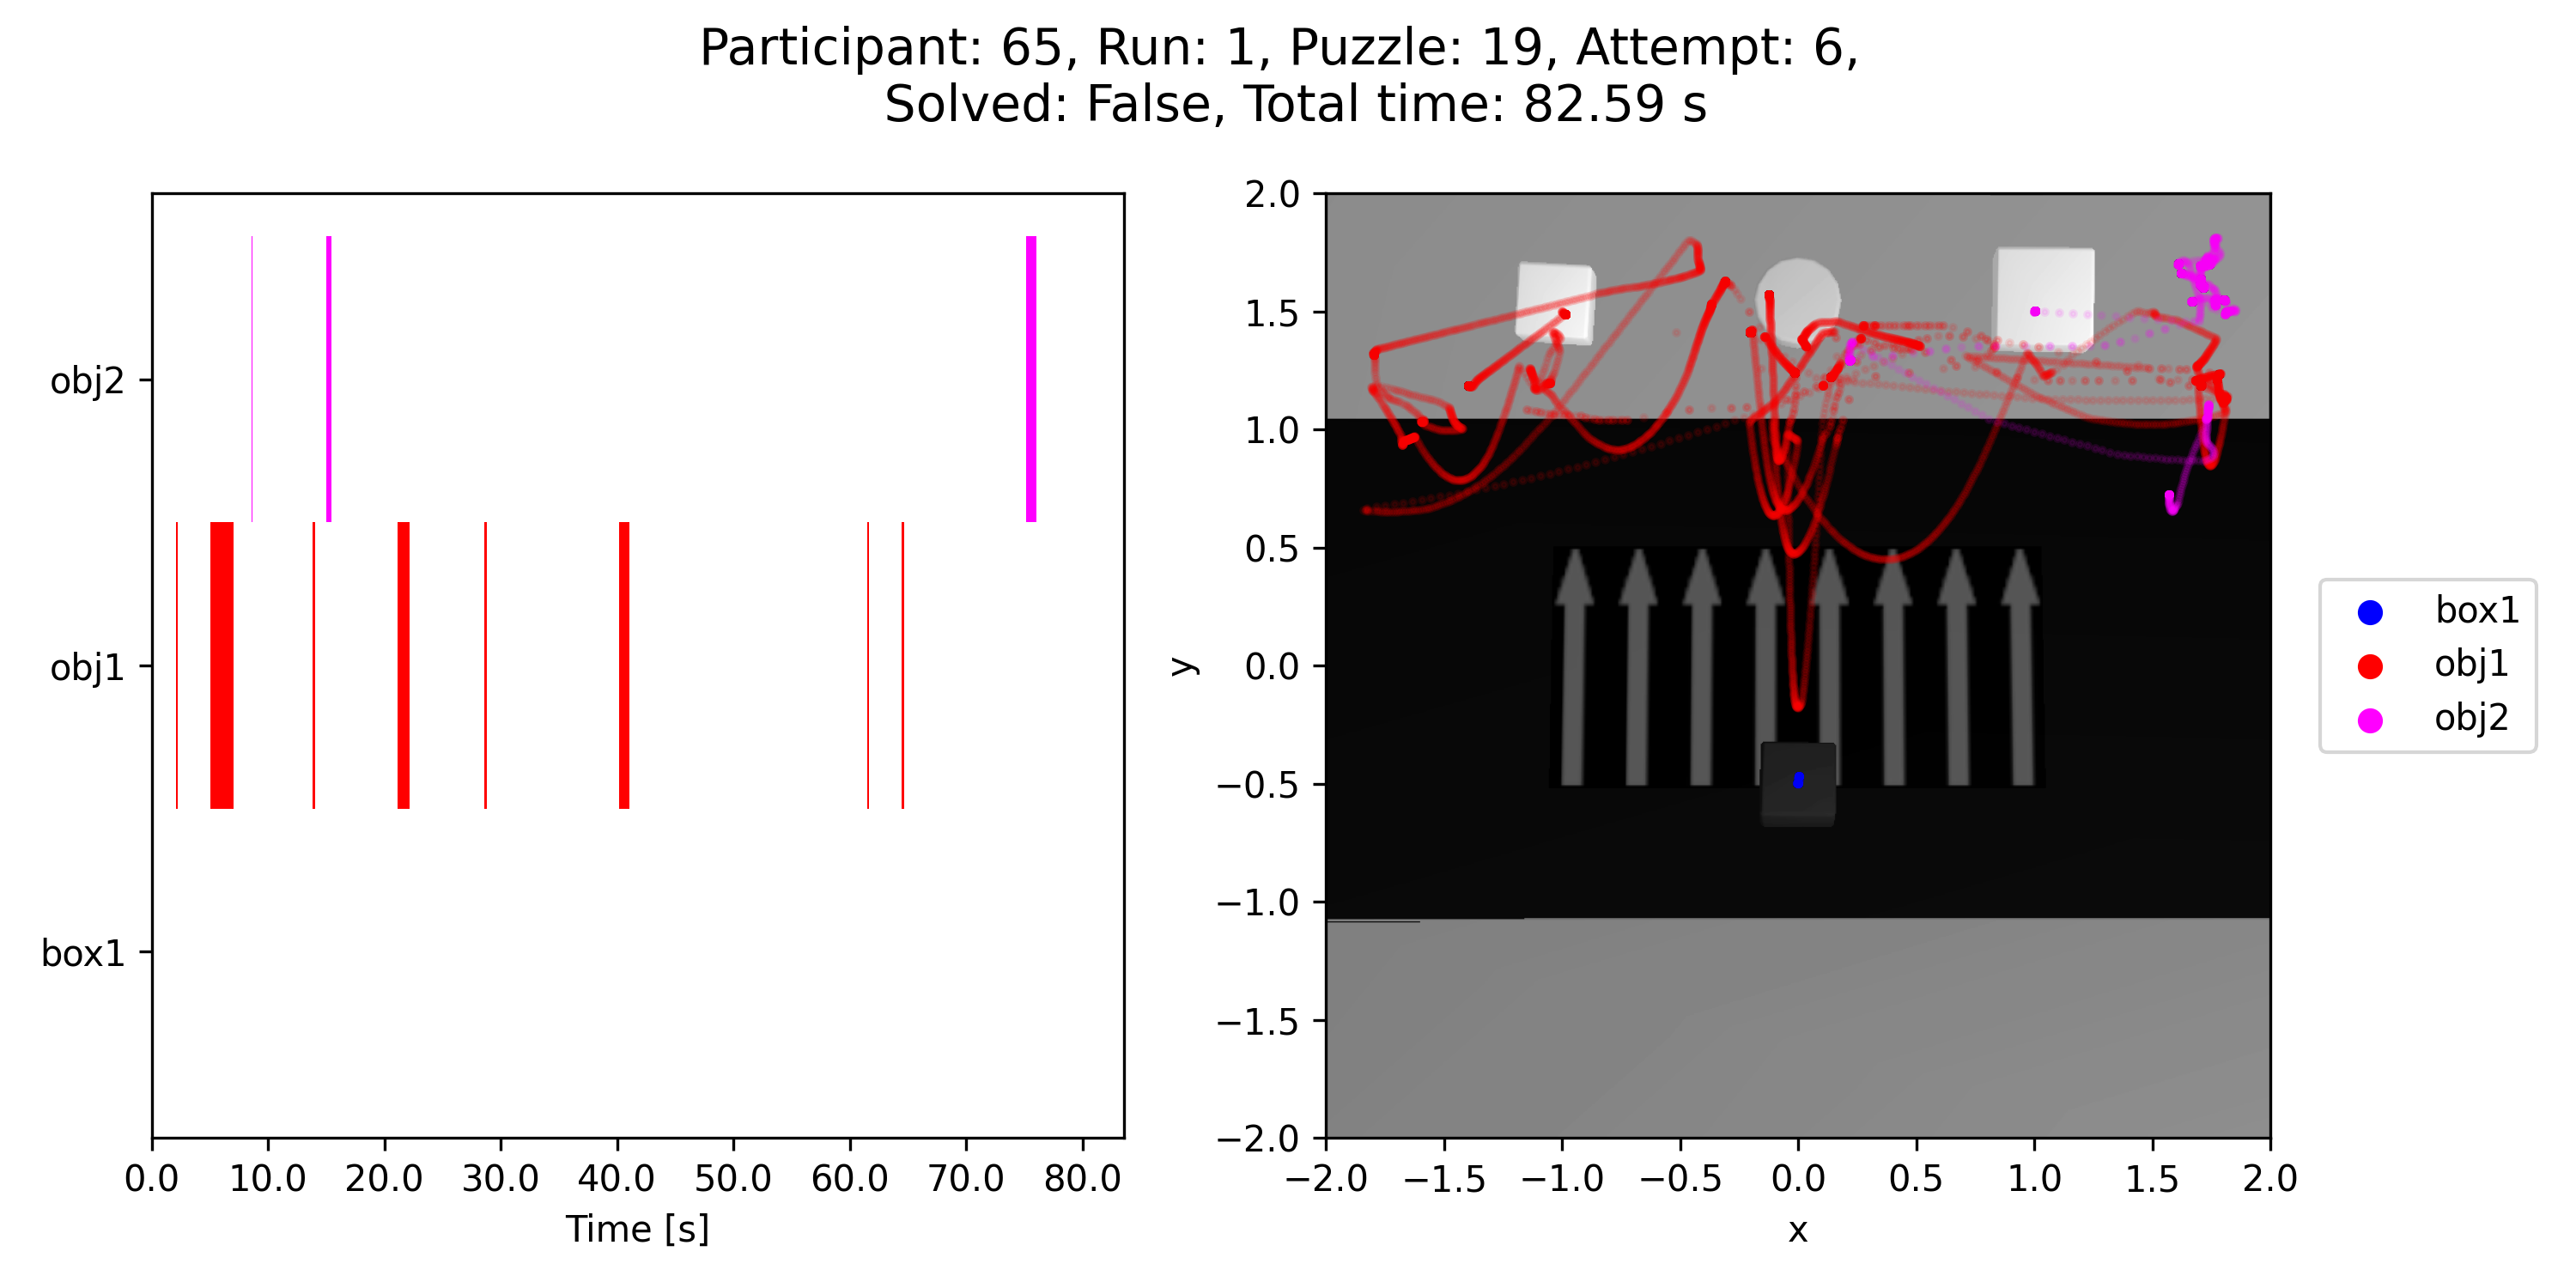 Participant: 65, Run: 1, Puzzle: 19, Attempt: 6,
Solved: False, Total time: 82.59 s
obj2
obj1
box1
0.0 10.0 20.0 30.0 40.0 50.0 60.0 70.0 80.0
Time [s]
2.0
1.5
1.0
0.5
0.0
−0.5
−1.0
−1.5
−2.0
y
−2.0 −1.5 −1.0 −0.5 0.0 0.5 1.0 1.5 2.0
x
box1
obj1
obj2